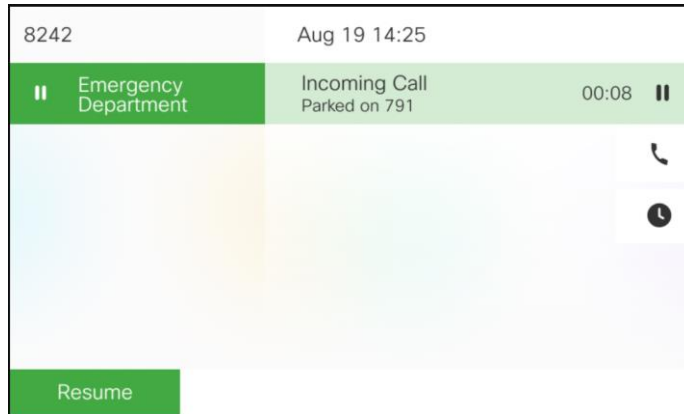 8242
Aug 19 14:25
Emergency
Department
Incoming Call
Parked on 791
00:08
Resume